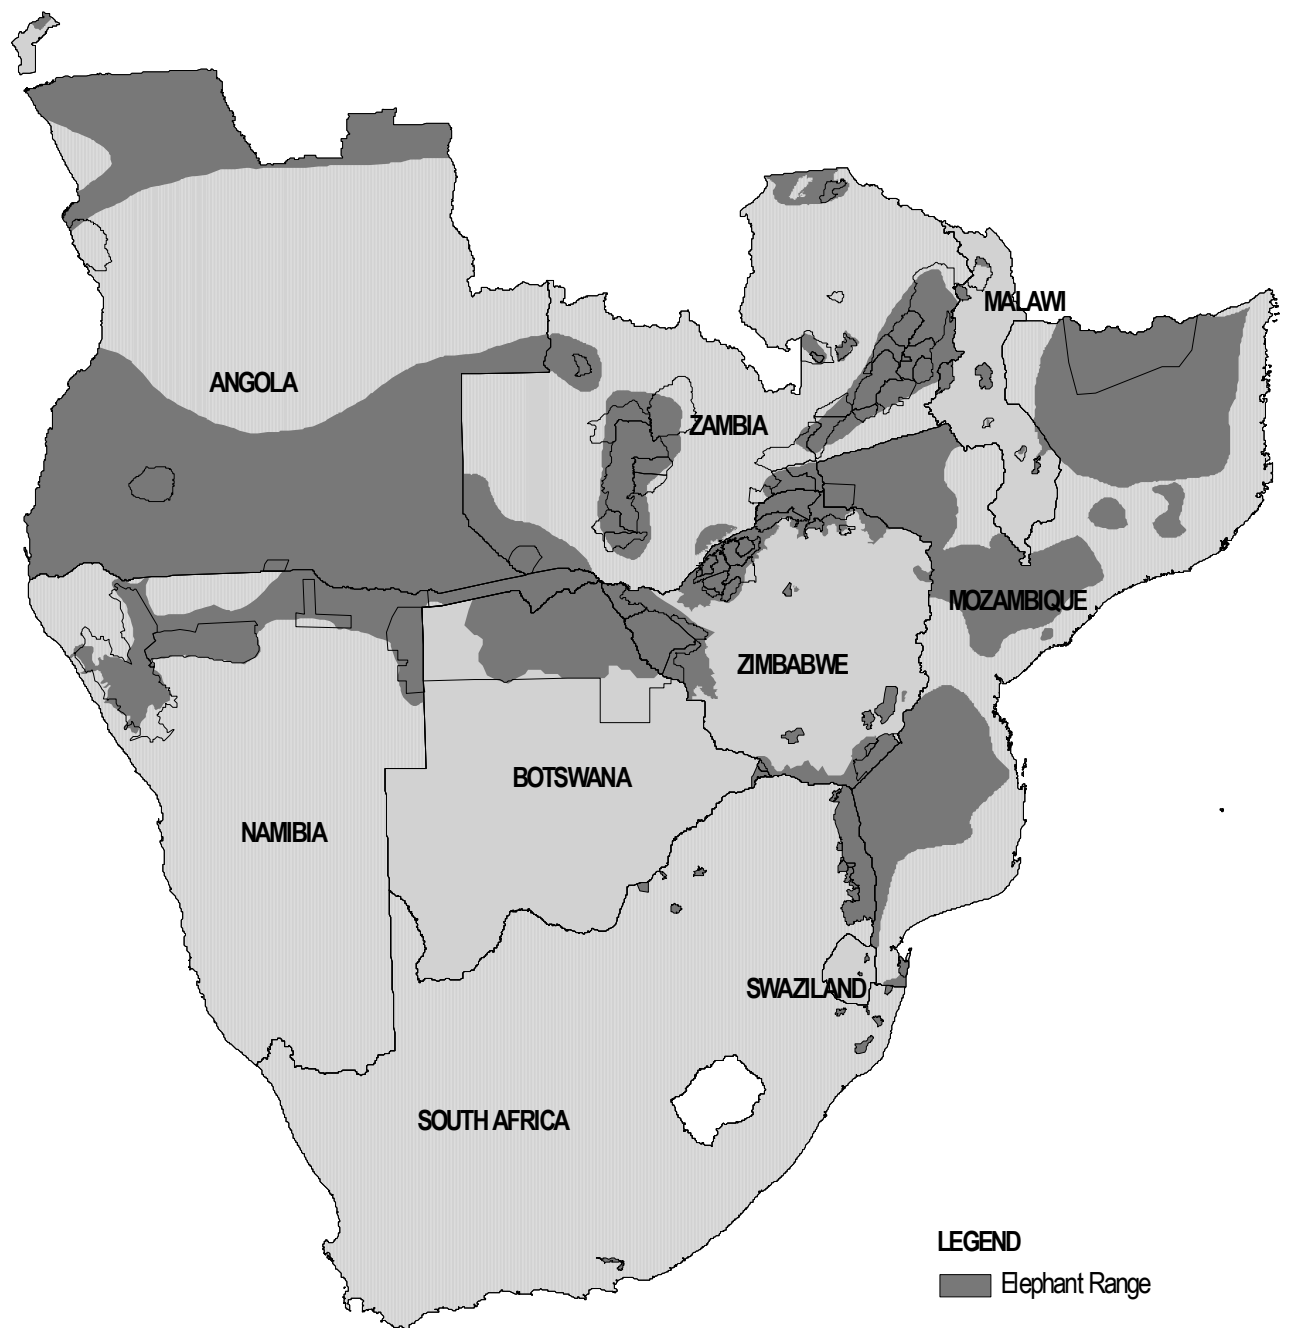 MALAWI
ANGOLA
ZAMBIA
MOZAMBIQUE
ZIMBABWE
BOTSWANA
NAMIBIA
SWAZILAND
SOUTH AFRICA
LEGEND
Elephant Range